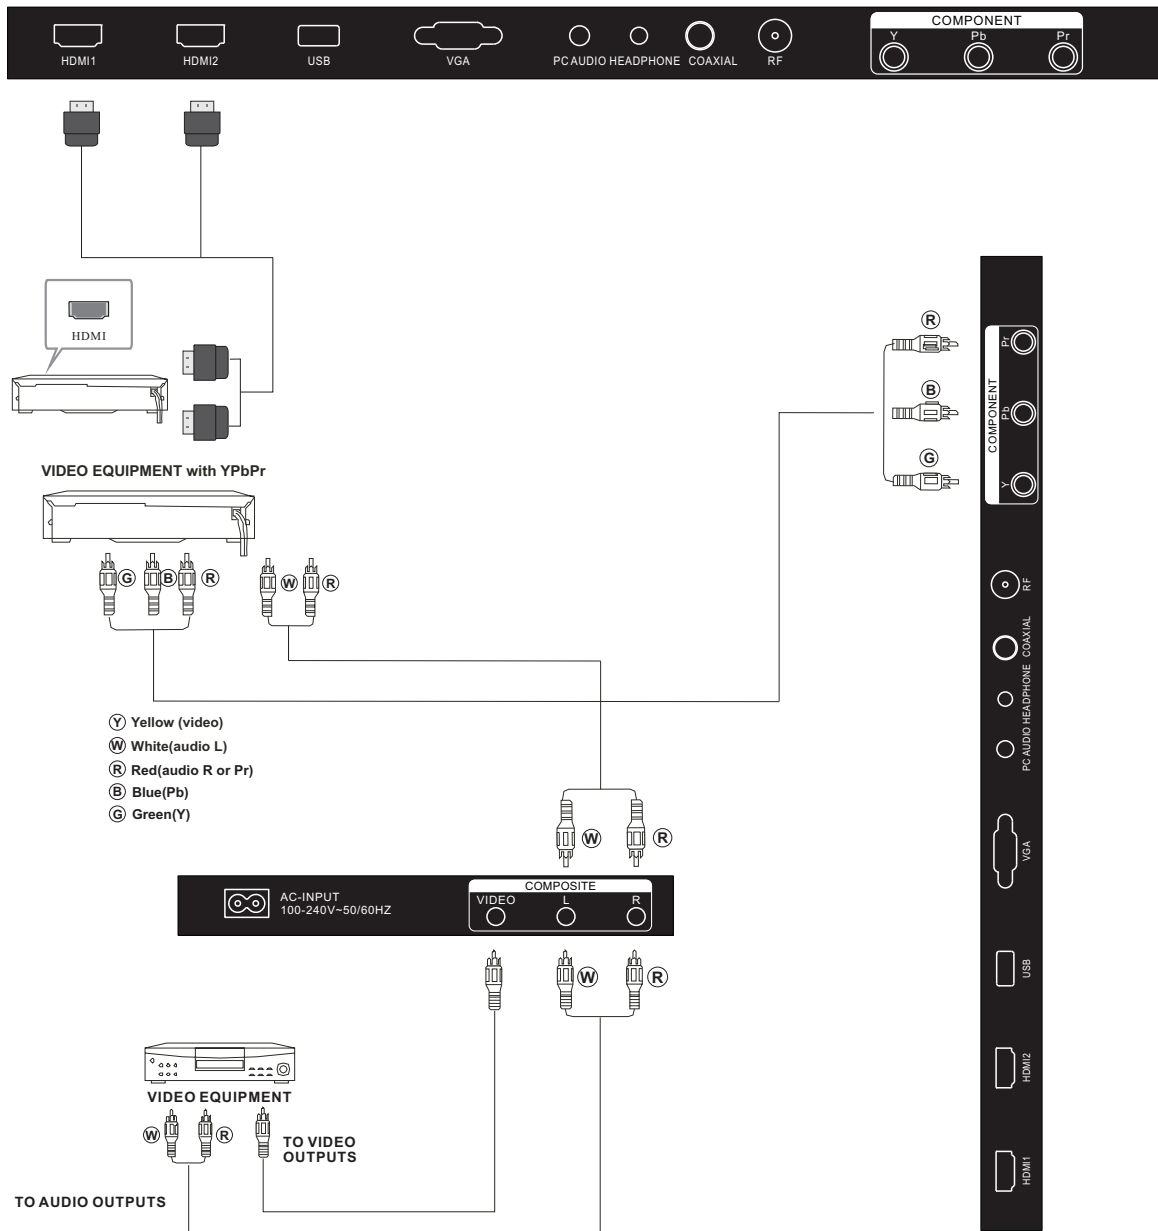 COMPONENT
Y Pb Pr
HDMI1 HDMI2 USB VGA PC AUDIO HEADPHONE COAXIAL RF
HDMI
VIDEO EQUIPMENT with YPbPr
G B R W R
R
B
G
COMPONENT
Pr
Pb
Y
RF
COAXIAL
HEADPHONE
PC AUDIO
VGA
USB
HDMI2
HDMI1
Y Yellow (video)
W White(audio L)
R Red(audio R or Pr)
B Blue(Pb)
G Green(Y)
W R
COMPOSITE
AC-INPUT
100-240V~50/60HZ
VIDEO L R
W R
VIDEO EQUIPMENT
W R
TO VIDEO
OUTPUTS
TO AUDIO OUTPUTS